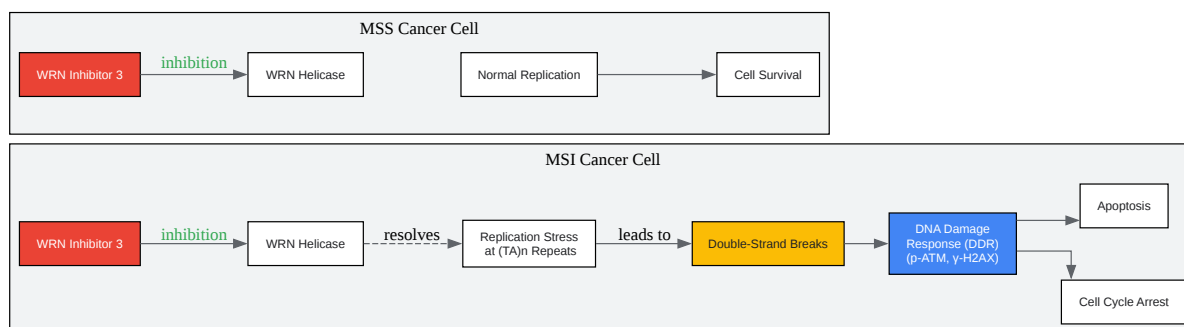 MSS Cancer Cell
WRN Inhibitor 3
inhibition
WRN Helicase
Normal Replication
Cell Survival
MSI Cancer Cell
WRN Inhibitor 3
inhibition
WRN Helicase
resolves
Replication Stress
at (TA)n Repeats
leads to
Double-Strand Breaks
DNA Damage
Response (DDR)
(p-ATM, γ-H2AX)
Apoptosis
Cell Cycle Arrest